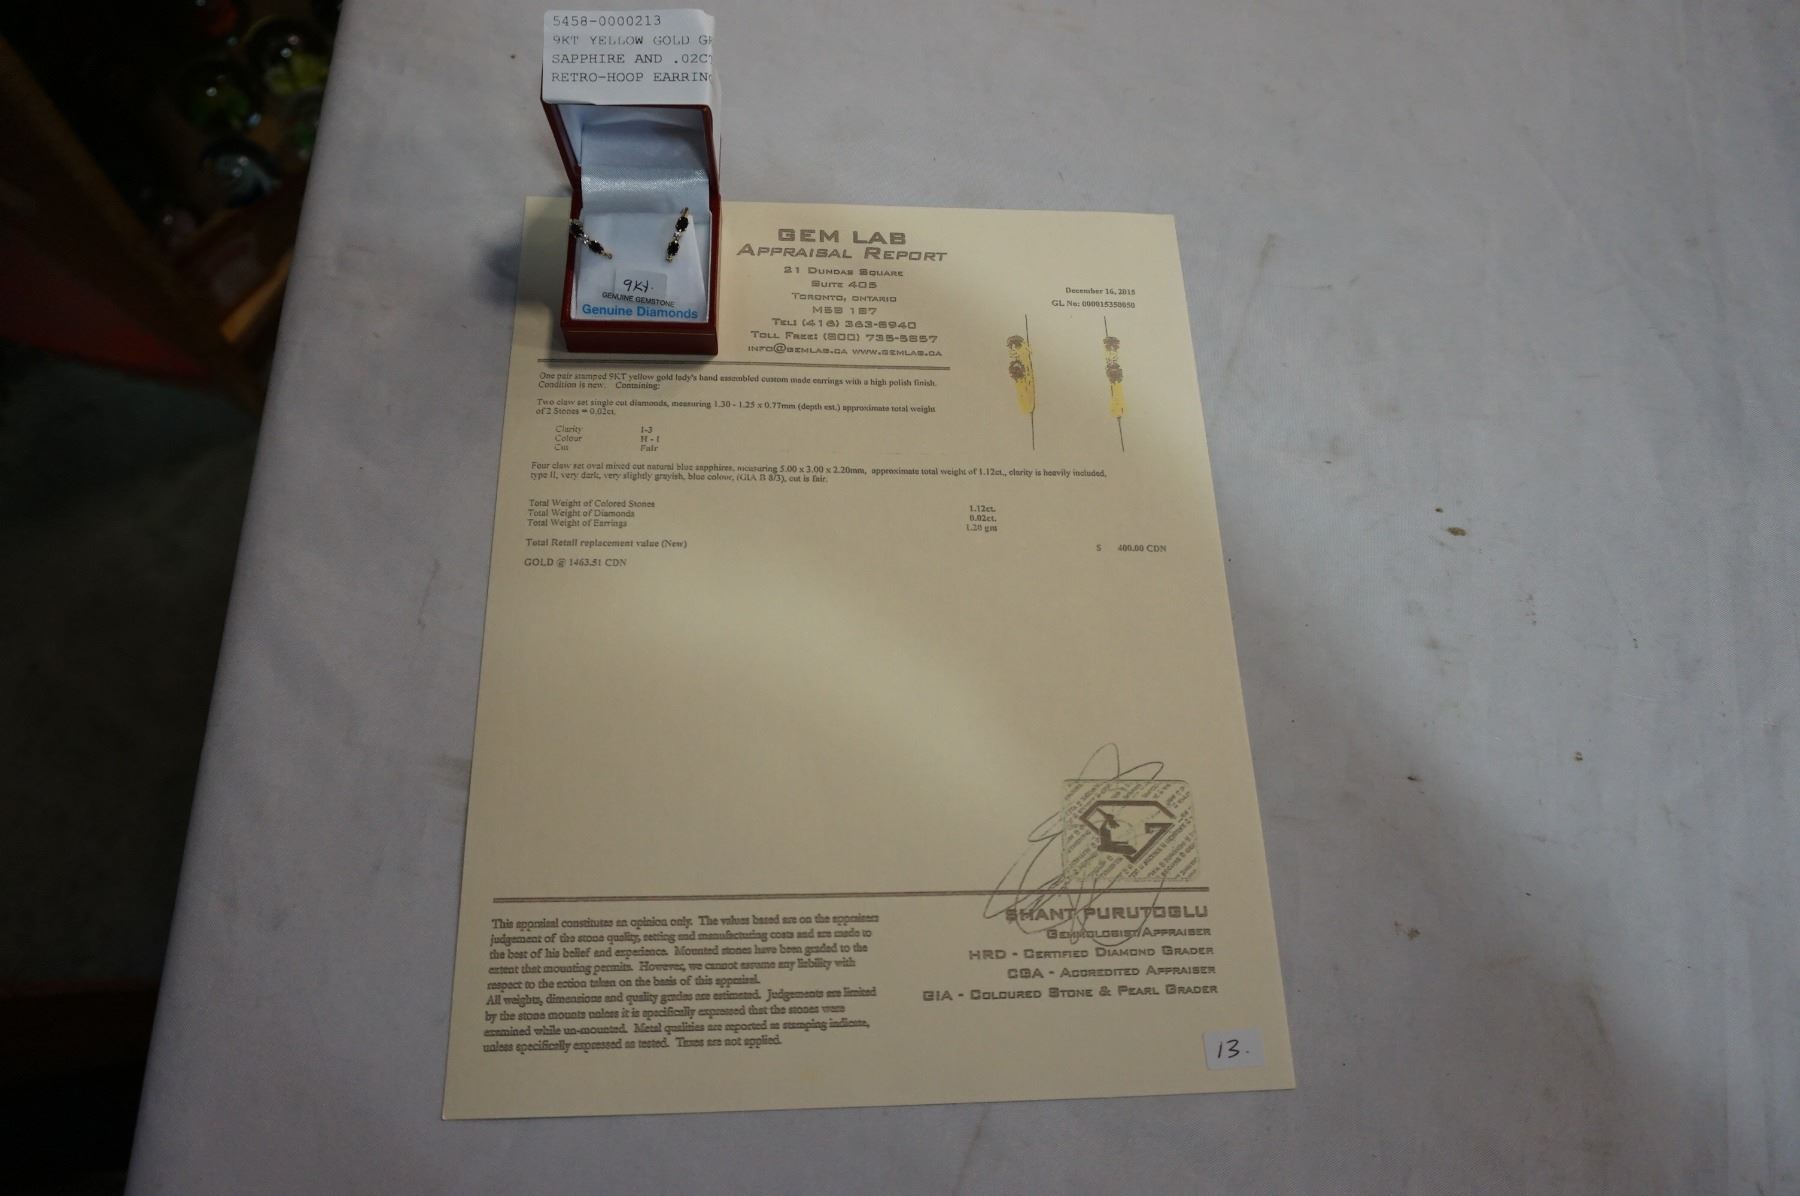 5458-0000213
9KT YELLOW GOLD
SAPPHIRE AND .02C
RETRO-HOOP EARRIN
9Kt.
GENUINE GEMSTONE
Genuine Diamonds
GEM LAB
APPRAISAL REPORT
21 DUNDAS SQUARE
SUITE 405
TORONTO, ONTARIO
M5B 1B7
TEL: (416) 363-8940
TOLL FREE: (800) 735-5857
INFO@GEMLAB.CA WWW.GEMLAB.CA
December 16, 2015
GL No: 000015350050
One pair stamped 9KT yellow gold lady's hand assembled custom made earrings with a high polish finish.
Condition is new. Containing:
Two claw set single cut diamonds, measuring 1.30 - 1.25 x 0.77mm (depth est.) approximate total weight
of 2 Stones = 0.02ct.
Clarity I-3
Colour H - I
Cut Fair
Four claw set oval mixed cut natural blue sapphires, measuring 5.00 x 3.00 x 2.20mm, approximate total weight of 1.12ct., clarity is heavily included,
type II, very dark, very slightly grayish, blue colour, (GIA B 8/3), cut is fair.
Total Weight of Colored Stones 1.12ct.
Total Weight of Diamonds 0.02ct.
Total Weight of Earrings 1.20 gm
Total Retail replacement value (New) $ 400.00 CDN
GOLD @ 1463.51 CDN
This appraisal constitutes an opinion only. The values based are on the appraisers
judgement of the stone quality, setting and manufacturing costs and are made to
the best of his belief and experience. Mounted stones have been graded to the
extent that mounting permits. However, we cannot assume any liability with
respect to the action taken on the basis of this appraisal.
All weights, dimensions and quality grades are estimated. Judgements are limited
by the stone mounts unless it is specifically expressed that the stones were
examined while un-mounted. Metal qualities are reported as stamping indicate,
unless specifically expressed as tested. Taxes are not applied.
SHANT PURUTOGLU
GEMMOLOGIST/APPRAISER
HRD - CERTIFIED DIAMOND GRADER
CGA - ACCREDITED APPRAISER
GIA - COLOURED STONE & PEARL GRADER
13.